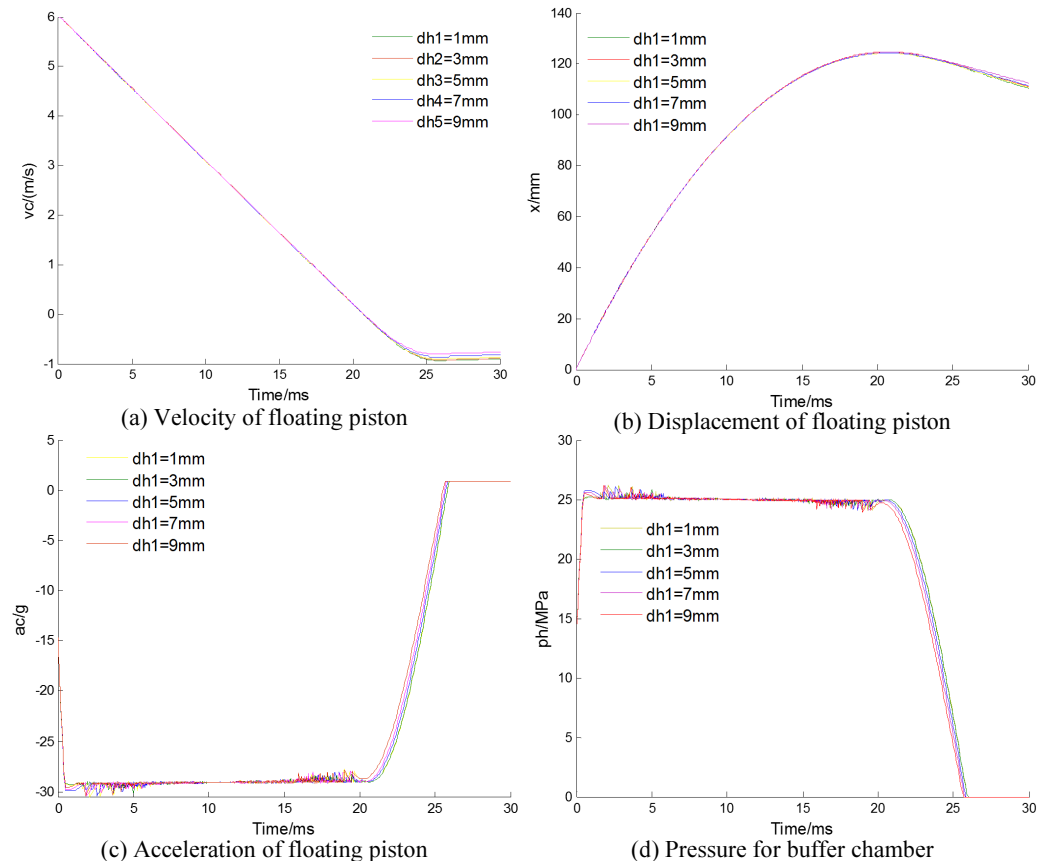 6
5
4
3
2
1
0
-1
vc/(m/s)
dh1=1mm
dh2=3mm
dh3=5mm
dh4=7mm
dh5=9mm
0 5 10 15 20 25 30
Time/ms
(a) Velocity of floating piston
140
120
100
80
60
40
20
0
x/mm
dh1=1mm
dh1=3mm
dh1=5mm
dh1=7mm
dh1=9mm
0 5 10 15 20 25 30
Time/ms
(b) Displacement of floating piston
5
0
-5
-10
-15
-20
-25
-30
ac/g
dh1=1mm
dh1=3mm
dh1=5mm
dh1=7mm
dh1=9mm
0 5 10 15 20 25 30
Time/ms
(c) Acceleration of floating piston
30
25
20
15
10
5
0
ph/MPa
dh1=1mm
dh1=3mm
dh1=5mm
dh1=7mm
dh1=9mm
0 5 10 15 20 25 30
Time/ms
(d) Pressure for buffer chamber